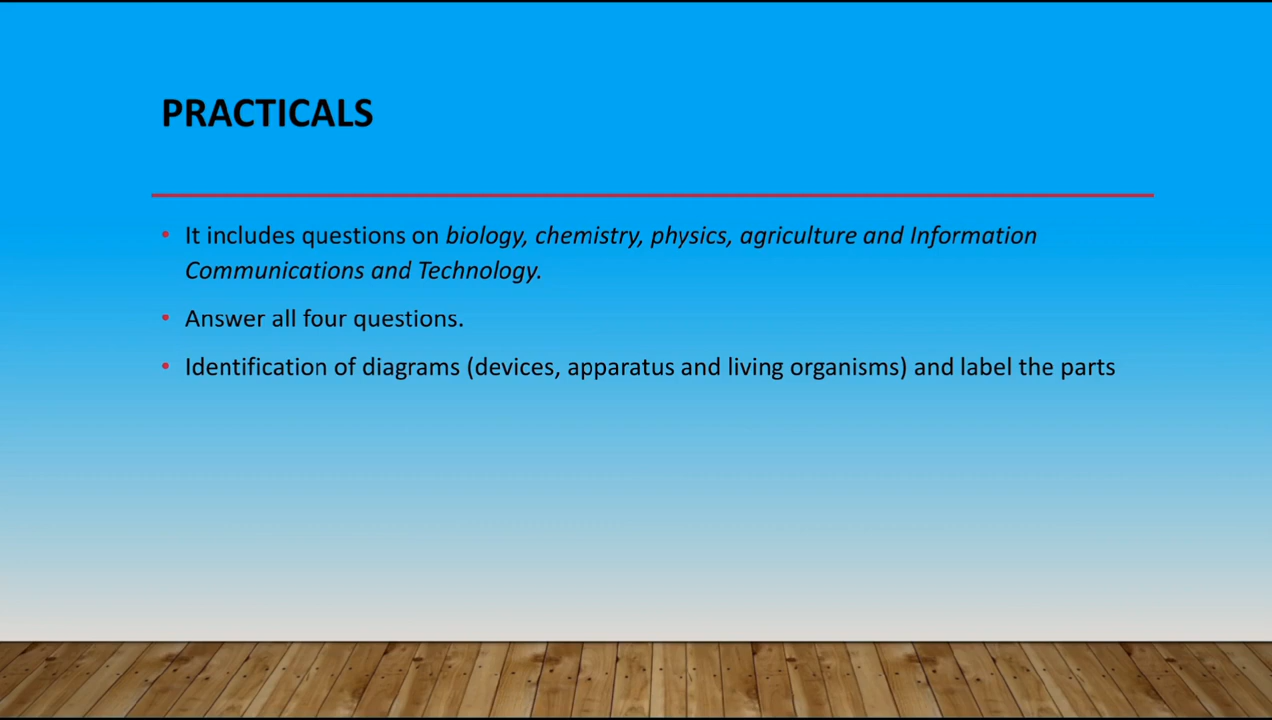 PRACTICALS
• It includes questions on biology, chemistry, physics, agriculture and Information
Communications and Technology.
• Answer all four questions.
• Identification of diagrams (devices, apparatus and living organisms) and label the parts